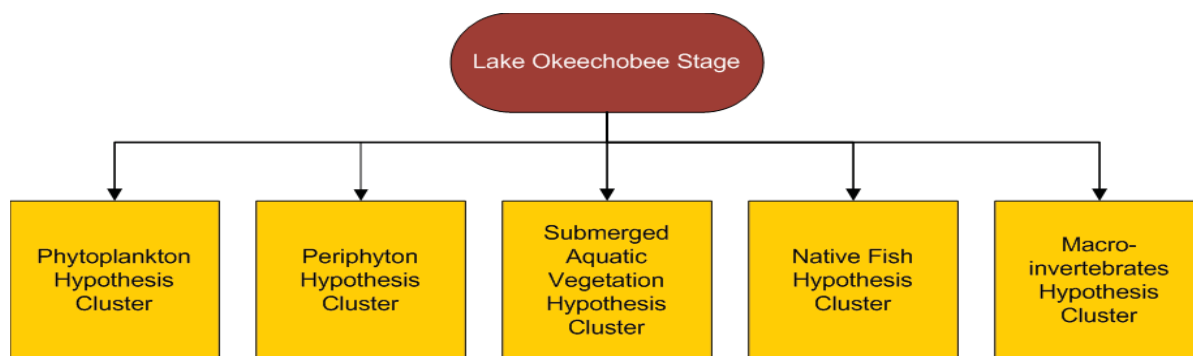 Lake Okeechobee Stage
Phytoplankton
Hypothesis
Cluster
Periphyton
Hypothesis
Cluster
Submerged
Aquatic
Vegetation
Hypothesis
Cluster
Native Fish
Hypothesis
Cluster
Macro-
invertebrates
Hypothesis
Cluster